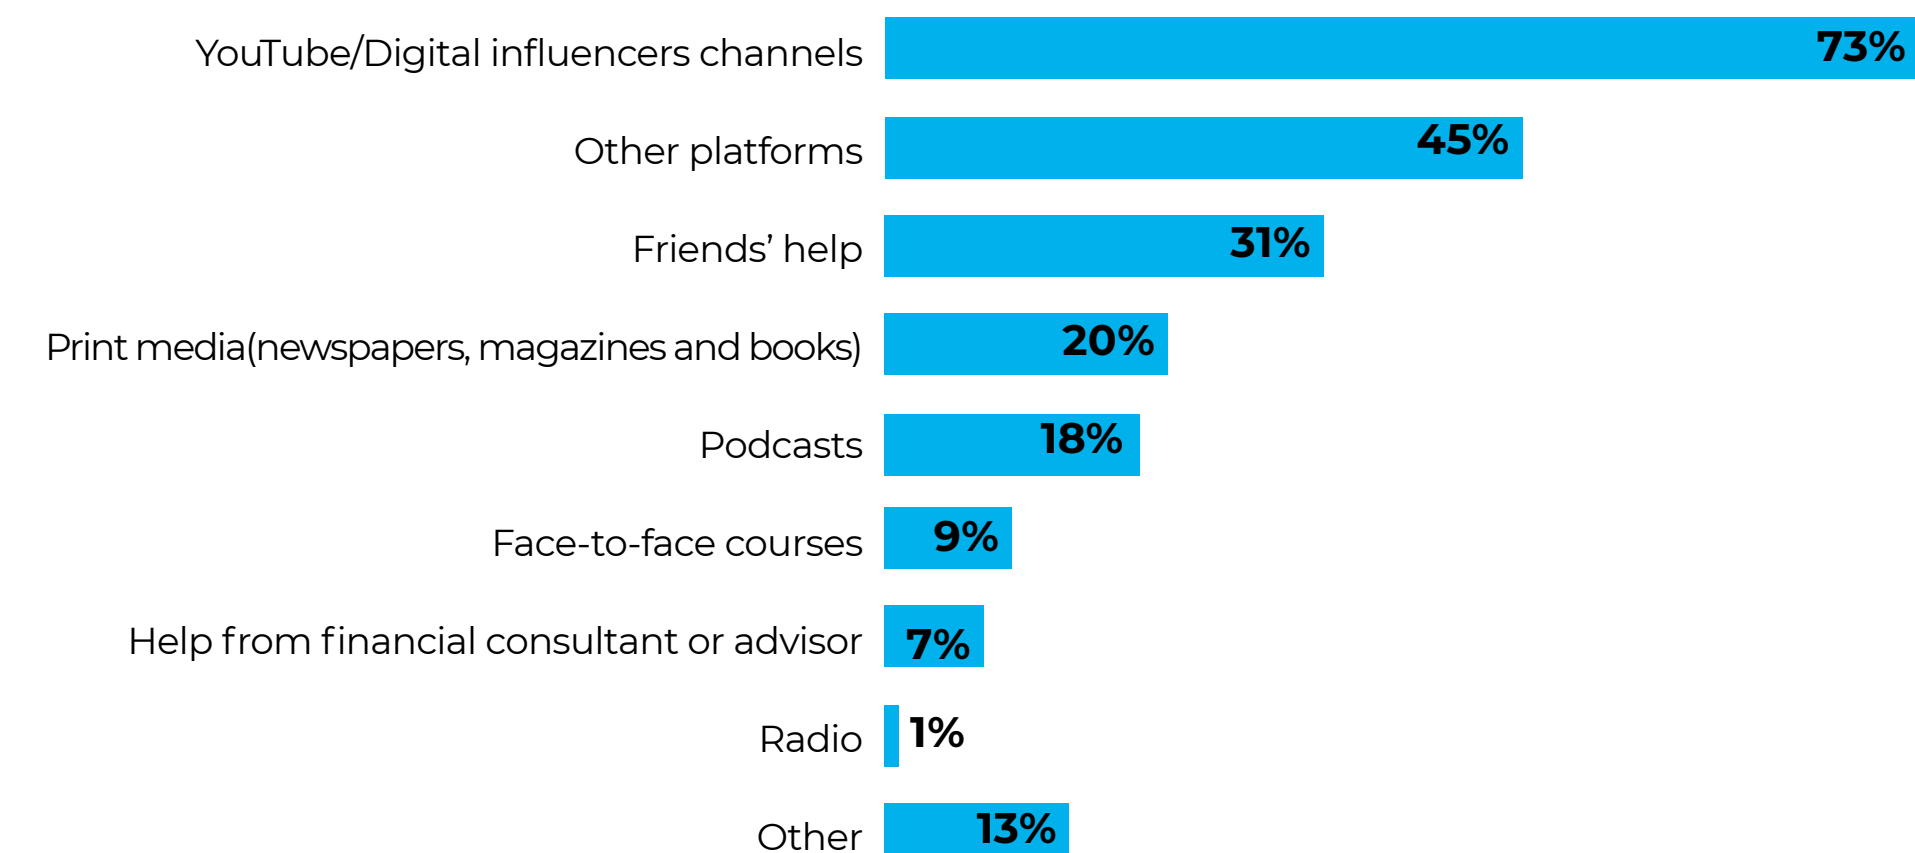 YouTube/Digital influencers channels 73%
Other platforms 45%
Friends’ help 31%
Print media(newspapers, magazines and books) 20%
Podcasts 18%
Face-to-face courses 9%
Help from financial consultant or advisor 7%
Radio 1%
Other 13%